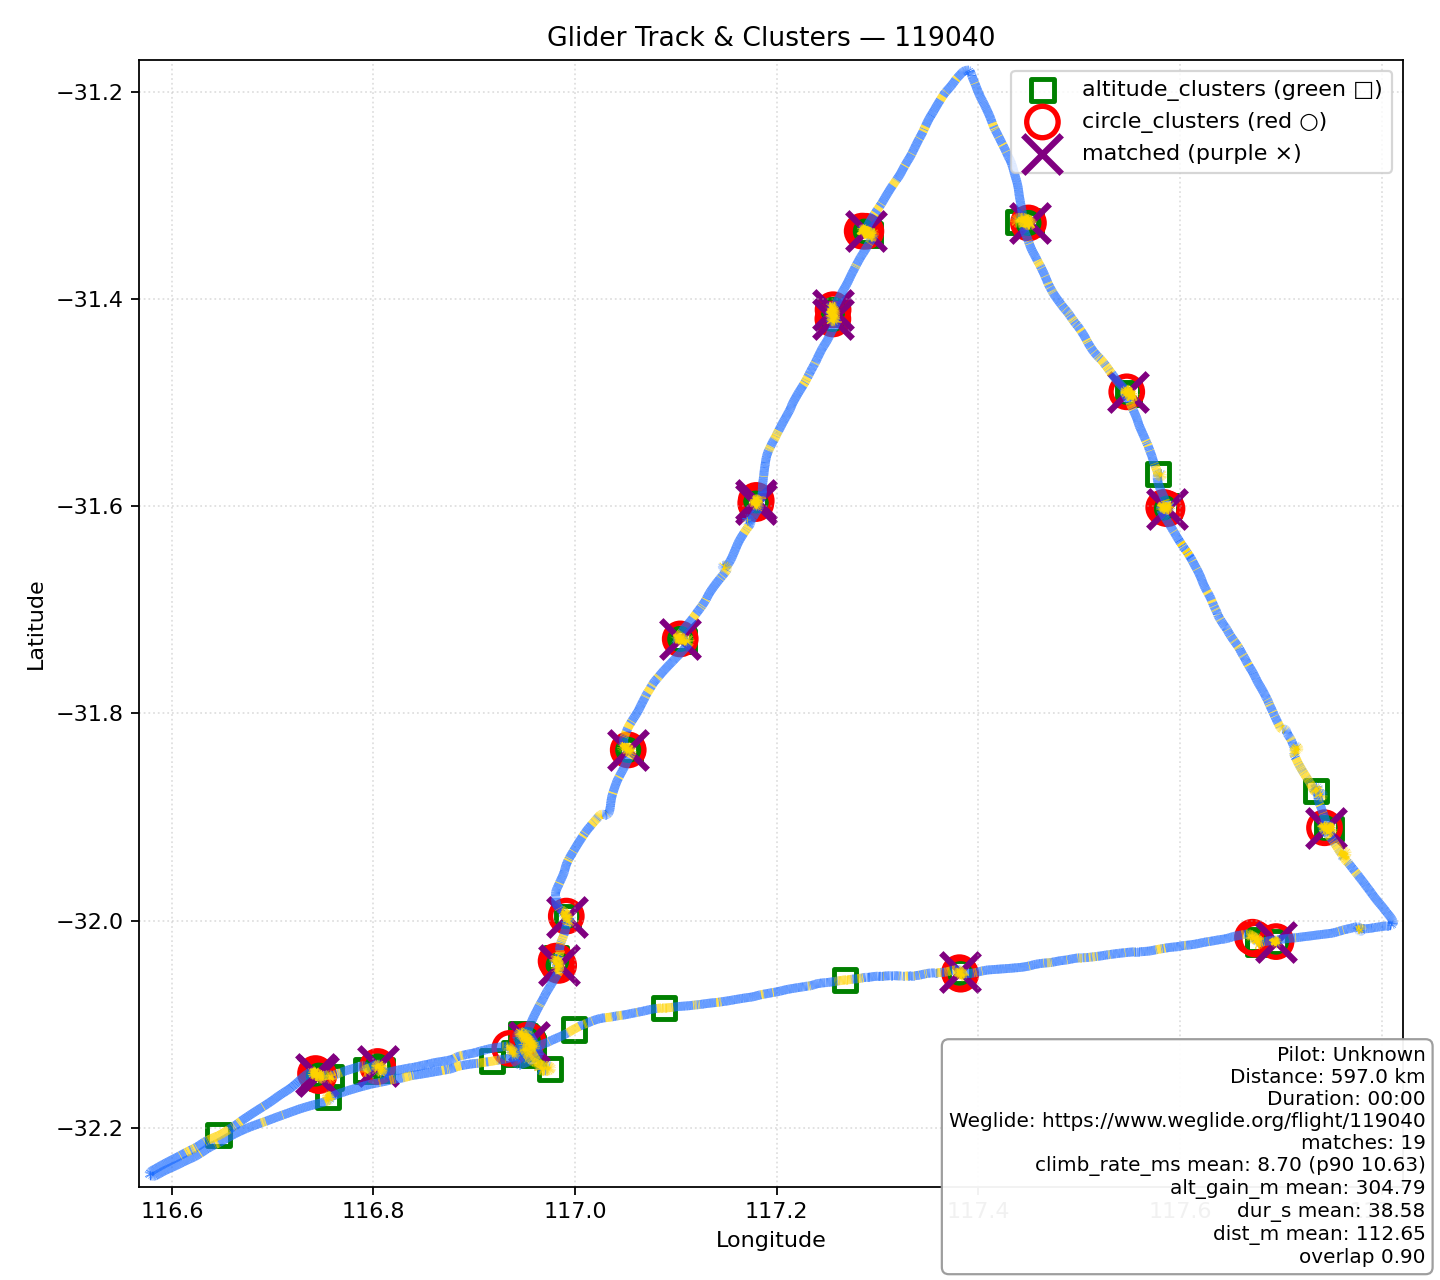 Glider Track & Clusters — 119040
altitude_clusters (green □)
circle_clusters (red ○)
matched (purple ×)
−31.2
−31.4
−31.6
−31.8
−32.0
−32.2
Latitude
116.6
116.8
117.0
117.2
117.4
117.6
Longitude
Pilot: Unknown
Distance: 597.0 km
Duration: 00:00
Weglide: https://www.weglide.org/flight/119040
matches: 19
climb_rate_ms mean: 8.70 (p90 10.63)
alt_gain_m mean: 304.79
dur_s mean: 38.58
dist_m mean: 112.65
overlap 0.90